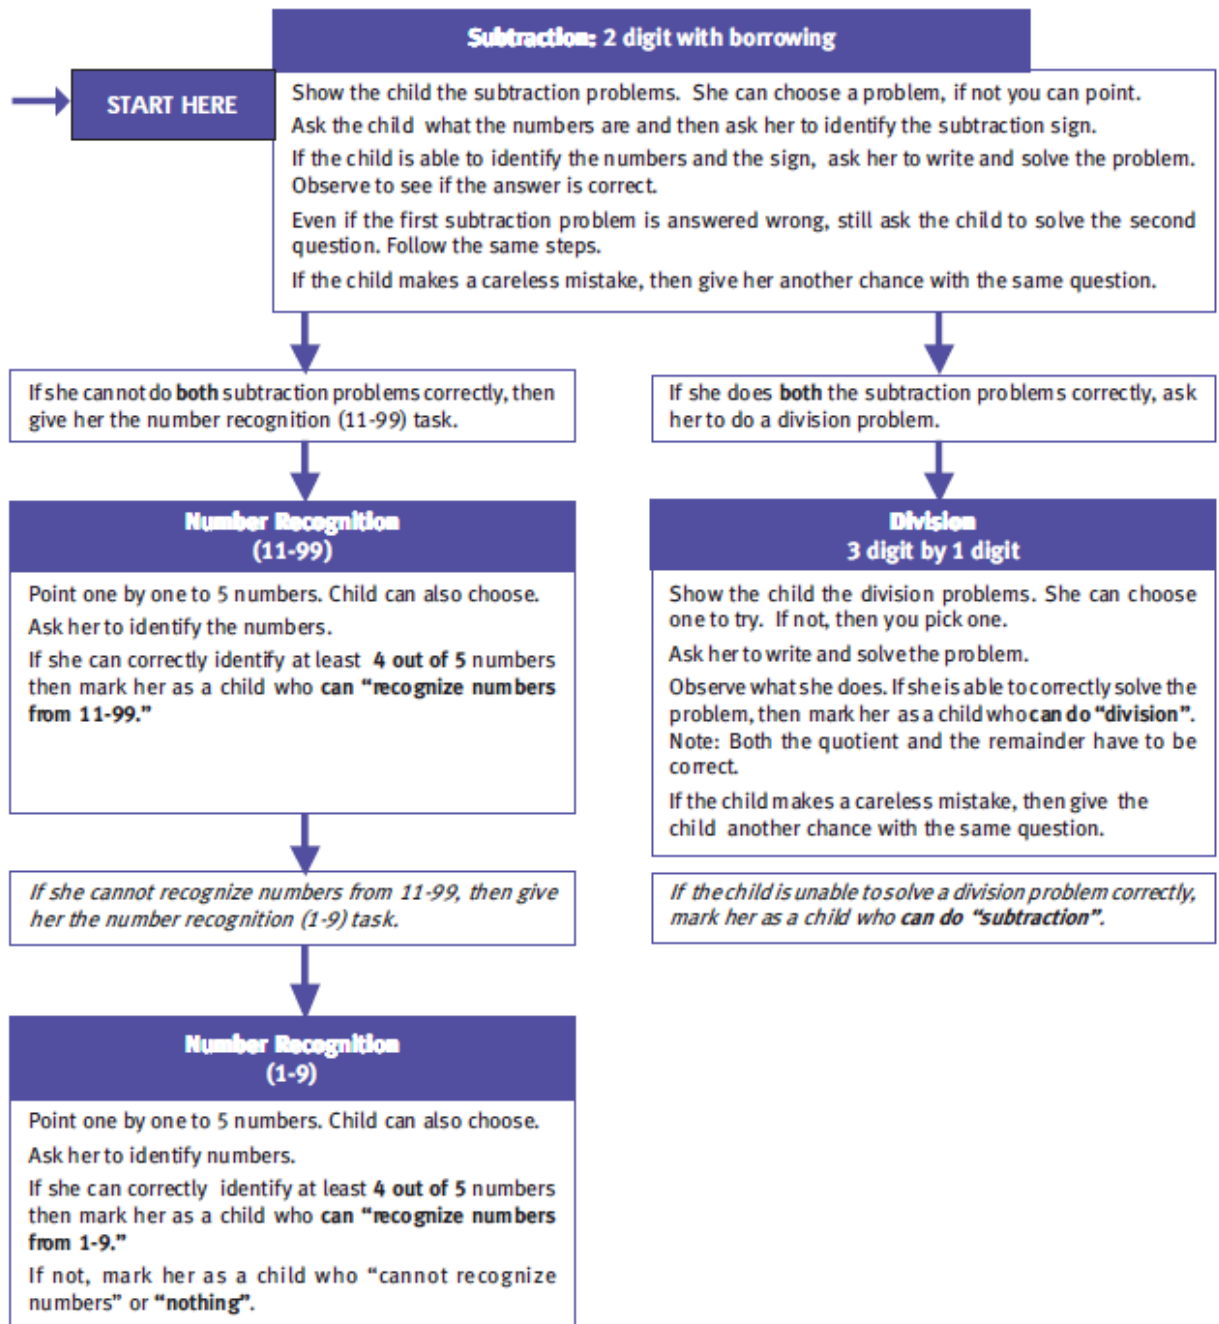 Subtraction: 2 digit with borrowing
START HERE
Show the child the subtraction problems. She can choose a problem, if not you can point.
Ask the child what the numbers are and then ask her to identify the subtraction sign.
If the child is able to identify the numbers and the sign, ask her to write and solve the problem.
Observe to see if the answer is correct.
Even if the first subtraction problem is answered wrong, still ask the child to solve the second
question. Follow the same steps.
If the child makes a careless mistake, then give her another chance with the same question.
If she cannot do both subtraction problems correctly, then
give her the number recognition (11-99) task.
Number Recognition
(11-99)
Point one by one to 5 numbers. Child can also choose.
Ask her to identify the numbers.
If she can correctly identify at least 4 out of 5 numbers
then mark her as a child who can “recognize numbers
from 11-99.”
If she cannot recognize numbers from 11-99, then give
her the number recognition (1-9) task.
Number Recognition
(1-9)
Point one by one to 5 numbers. Child can also choose.
Ask her to identify numbers.
If she can correctly identify at least 4 out of 5 numbers
then mark her as a child who can “recognize numbers
from 1-9.”
If not, mark her as a child who “cannot recognize
numbers” or “nothing”.
If she does both the subtraction problems correctly, ask
her to do a division problem.
Division
3 digit by 1 digit
Show the child the division problems. She can choose
one to try. If not, then you pick one.
Ask her to write and solve the problem.
Observe what she does. If she is able to correctly solve the
problem, then mark her as a child who can do “division”.
Note: Both the quotient and the remainder have to be
correct.
If the child makes a careless mistake, then give the
child another chance with the same question.
If the child is unable to solve a division problem correctly,
mark her as a child who can do “subtraction”.